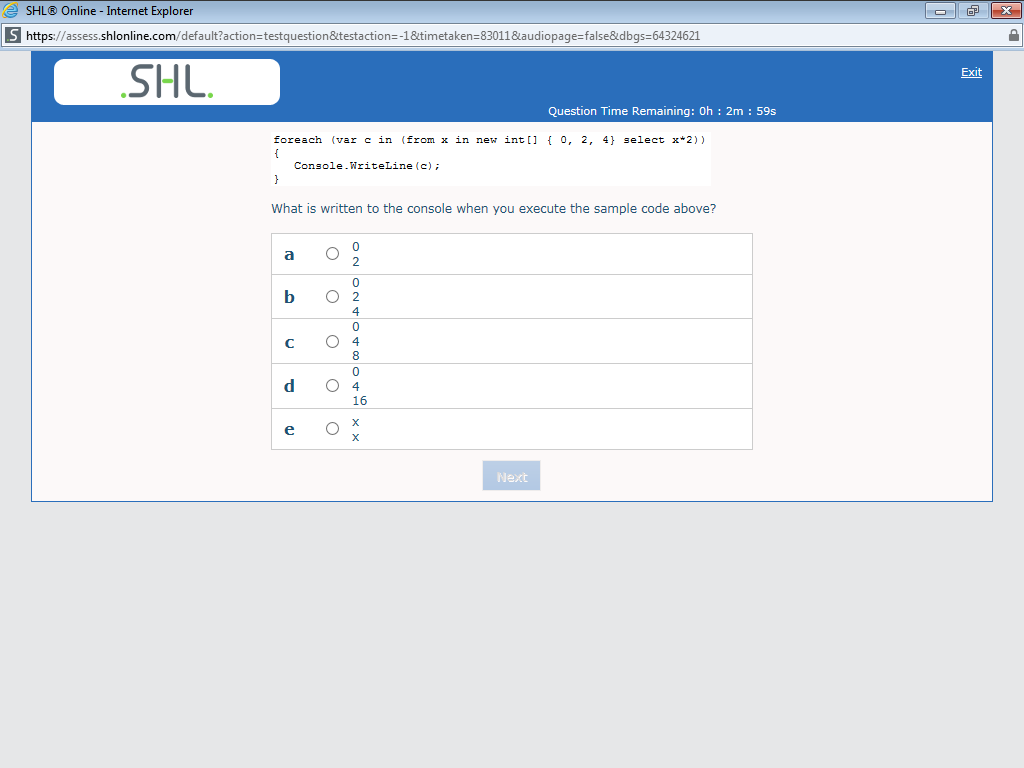 SHL® Online - Internet Explorer
S https://assess.shlonline.com/default?action=testquestion&testaction=-1&timetaken=83011&audiopage=false&dbgs=64324621
.SHL.
Exit
Question Time Remaining: 0h : 2m : 59s
foreach (var c in (from x in new int[] { 0, 2, 4} select x*2))
{
Console.WriteLine(c);
}
What is written to the console when you execute the sample code above?
a
0
2
b
0
2
4
c
0
4
8
d
0
4
16
e
x
x
Next